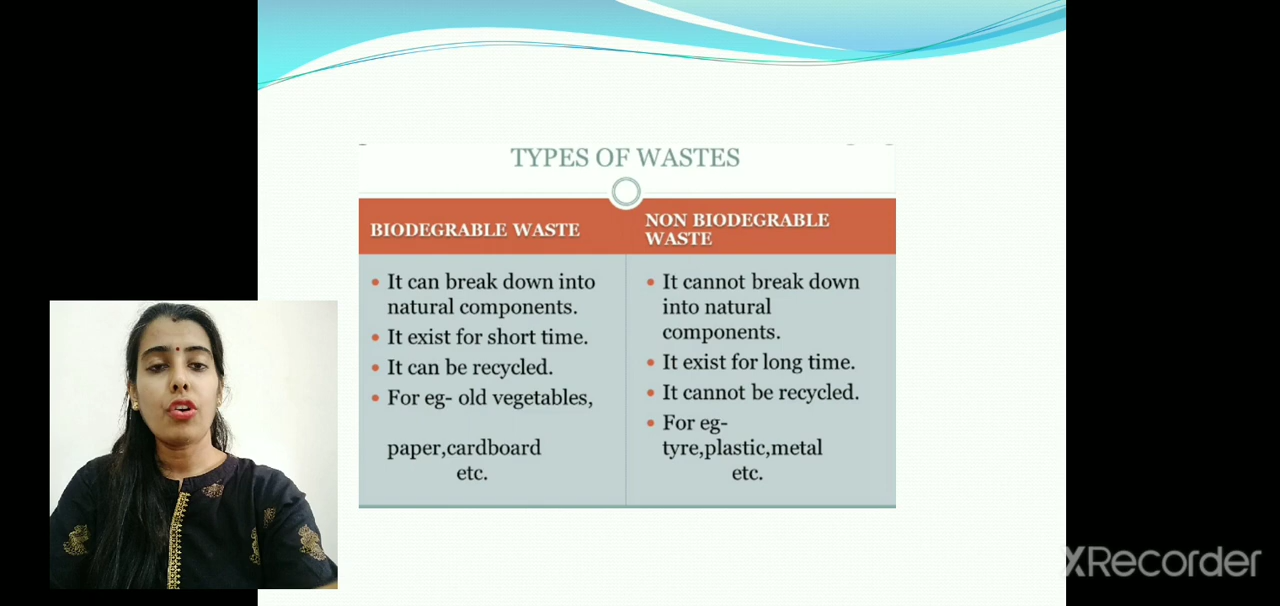 TYPES OF WASTES
BIODEGRABLE WASTE
• It can break down into
natural components.
• It exist for short time.
• It can be recycled.
• For eg- old vegetables,
paper,cardboard
etc.
NON BIODEGRABLE
WASTE
• It cannot break down
into natural
components.
• It exist for long time.
• It cannot be recycled.
• For eg-
tyre,plastic,metal
etc.
XRecorder